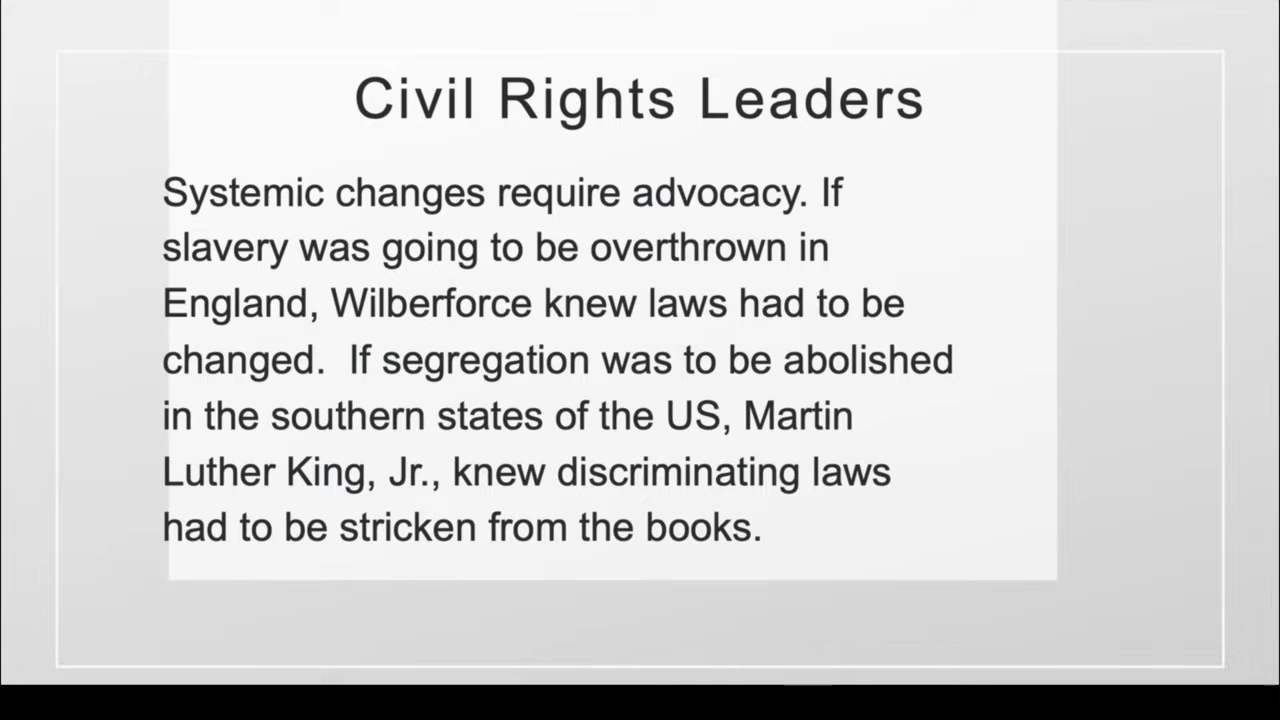 Civil Rights Leaders
Systemic changes require advocacy. If
slavery was going to be overthrown in
England, Wilberforce knew laws had to be
changed.  If segregation was to be abolished
in the southern states of the US, Martin
Luther King, Jr., knew discriminating laws
had to be stricken from the books.